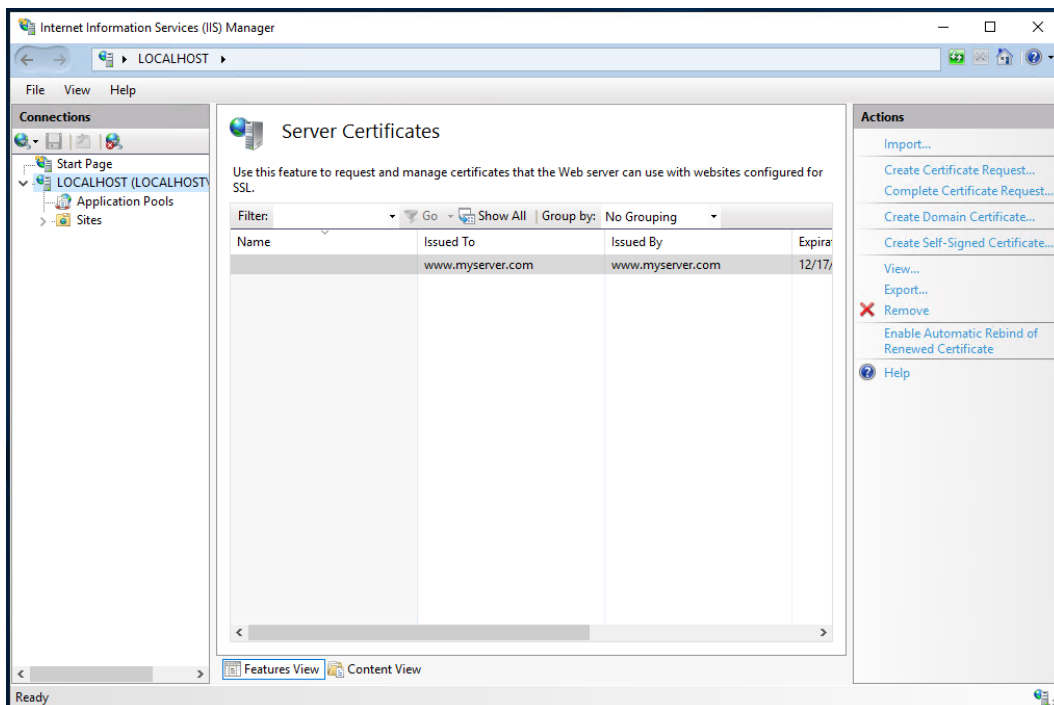 Internet Information Services (IIS) Manager
LOCALHOST
File View Help
Connections
Start Page
LOCALHOST (LOCALHOST\
Application Pools
Sites
Server Certificates
Use this feature to request and manage certificates that the Web server can use with websites configured for
SSL.
Filter: Go Show All Group by: No Grouping
Name Issued To Issued By Expira
www.myserver.com www.myserver.com 12/17/
Features View Content View
Actions
Import...
Create Certificate Request...
Complete Certificate Request...
Create Domain Certificate...
Create Self-Signed Certificate...
View...
Export...
Remove
Enable Automatic Rebind of
Renewed Certificate
Help
Ready